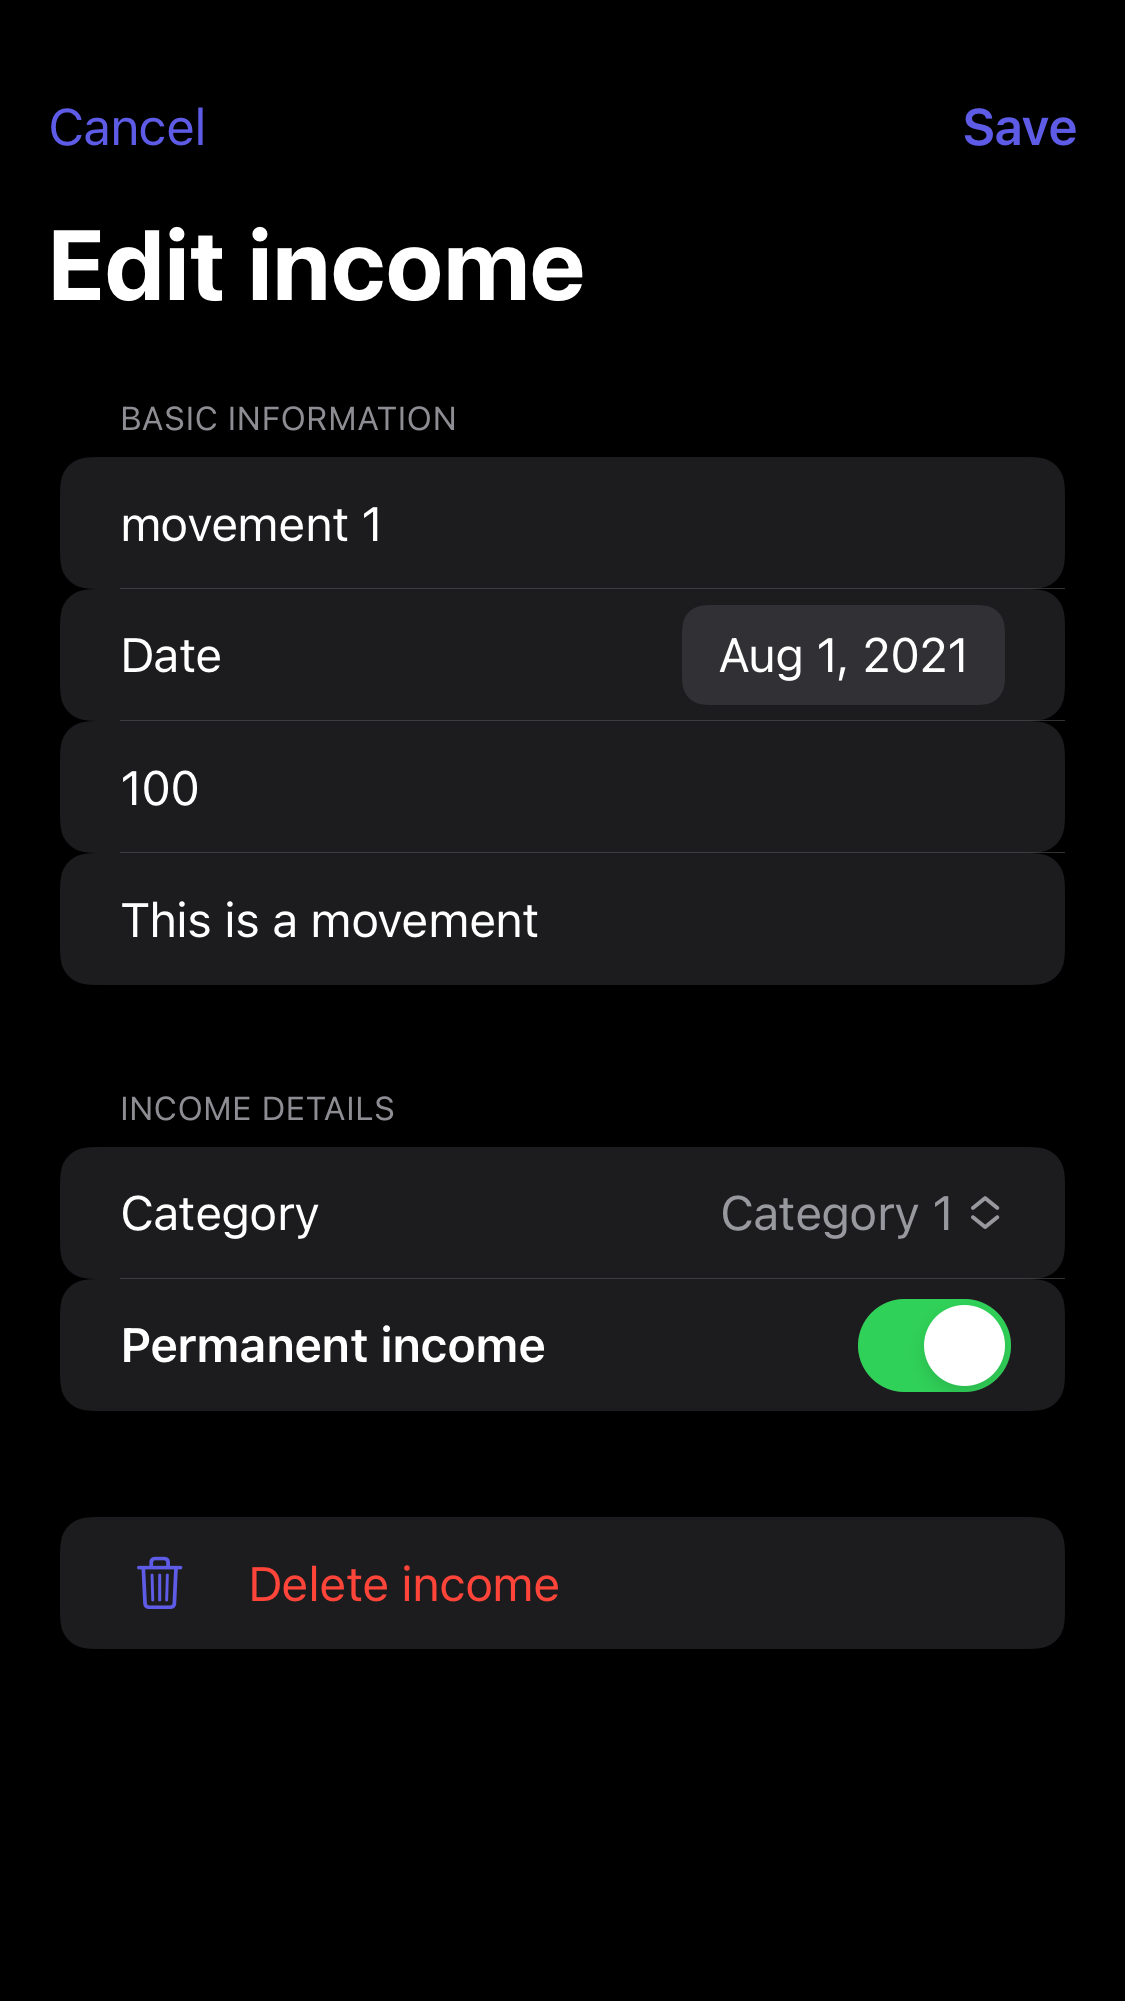 Cancel
Save
Edit income
BASIC INFORMATION
movement 1
Date
Aug 1, 2021
100
This is a movement
INCOME DETAILS
Category
Category 1
Permanent income
Delete income